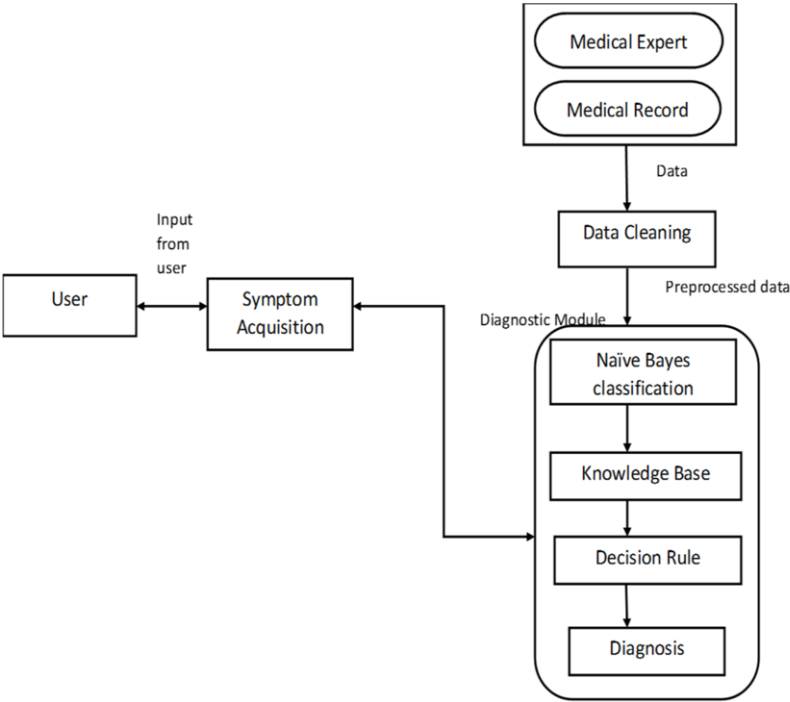 Medical Expert
Medical Record
Data
Data Cleaning
Preprocessed data
Input
from
user
User
Symptom
Acquisition
Diagnostic Module
Naïve Bayes
classification
Knowledge Base
Decision Rule
Diagnosis